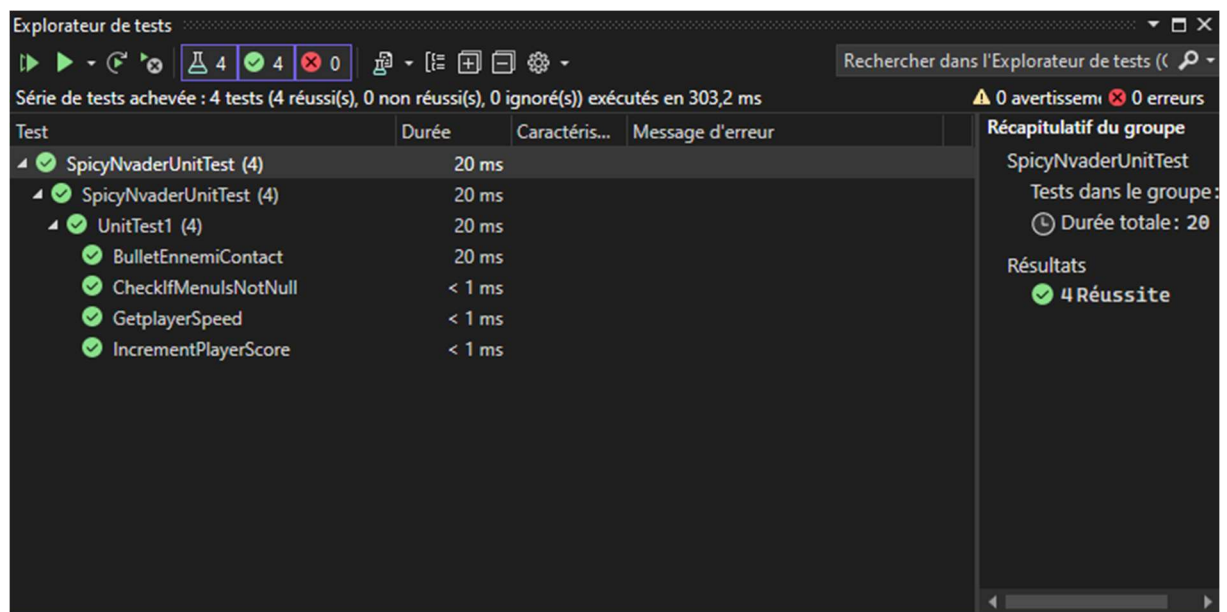 Explorateur de tests
4 4 0
Rechercher dans l'Explorateur de tests ((
Série de tests achevée : 4 tests (4 réussi(s), 0 non réussi(s), 0 ignoré(s)) exécutés en 303,2 ms
0 avertisseme 0 erreurs
Test Durée Caractéris... Message d'erreur
SpicyNvaderUnitTest (4) 20 ms
SpicyNvaderUnitTest (4) 20 ms
UnitTest1 (4) 20 ms
BulletEnnemiContact 20 ms
CheckIfMenuIsNotNull < 1 ms
GetplayerSpeed < 1 ms
IncrementPlayerScore < 1 ms
Récapitulatif du groupe
SpicyNvaderUnitTest
Tests dans le groupe:
Durée totale: 20
Résultats
4 Réussite